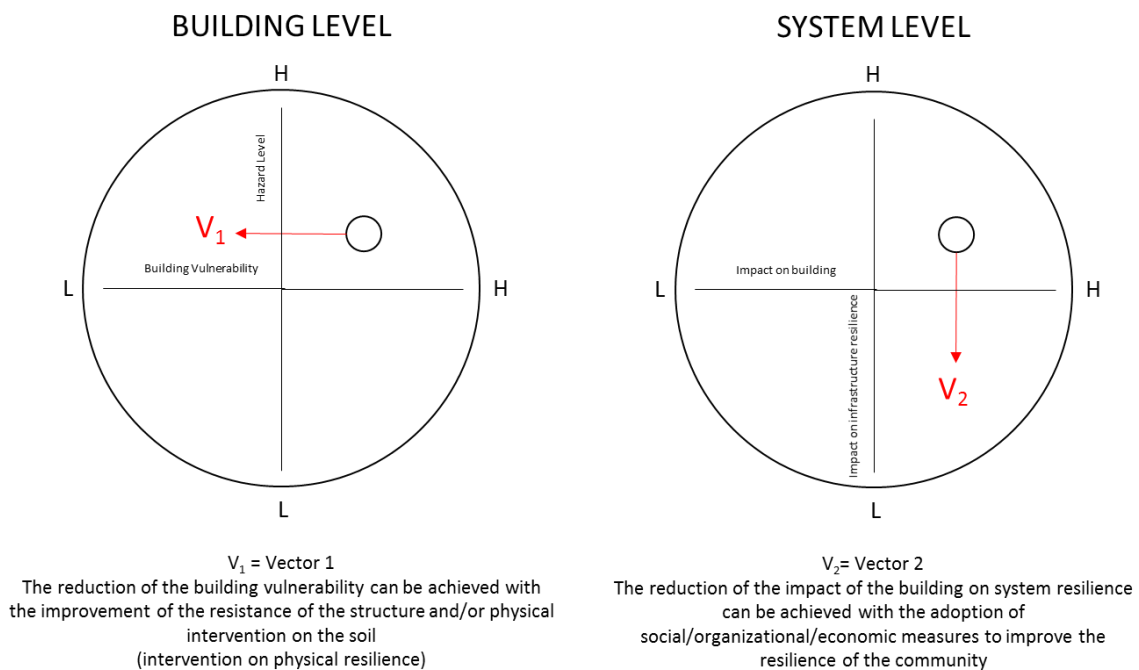 BUILDING LEVEL
H
Hazard Level
V1
Building Vulnerability
L
H
L
V1 = Vector 1
The reduction of the building vulnerability can be achieved with
the improvement of the resistance of the structure and/or physical
intervention on the soil
(intervention on physical resilience)
SYSTEM LEVEL
H
Impact on building
L
H
Impact on infrastructure resilience
V2
L
V2= Vector 2
The reduction of the impact of the building on system resilience
can be achieved with the adoption of
social/organizational/economic measures to improve the
resilience of the community